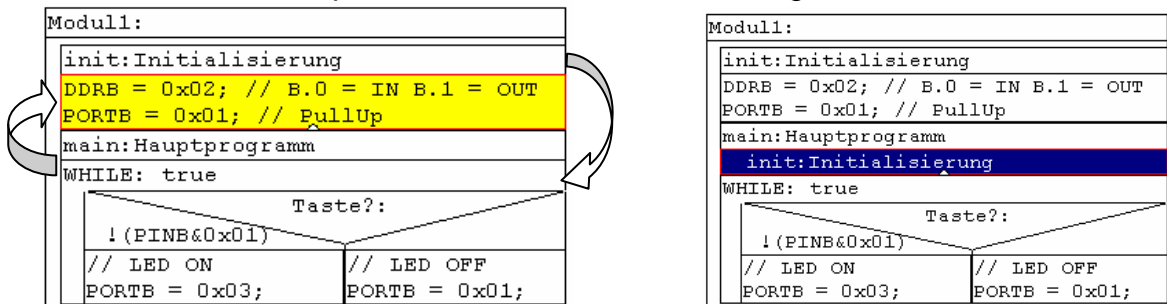 Modul1:
init:Initialisierung
DDRB = 0x02; // B.0 = IN B.1 = OUT
PORTB = 0x01; // PullUp
main:Hauptprogramm
WHILE: true
Taste?:
!(PINB&0x01)
// LED ON
PORTB = 0x03;
// LED OFF
PORTB = 0x01;
Modul1:
init:Initialisierung
DDRB = 0x02; // B.0 = IN B.1 = OUT
PORTB = 0x01; // PullUp
main:Hauptprogramm
init:Initialisierung
WHILE: true
Taste?:
!(PINB&0x01)
// LED ON
PORTB = 0x03;
// LED OFF
PORTB = 0x01;